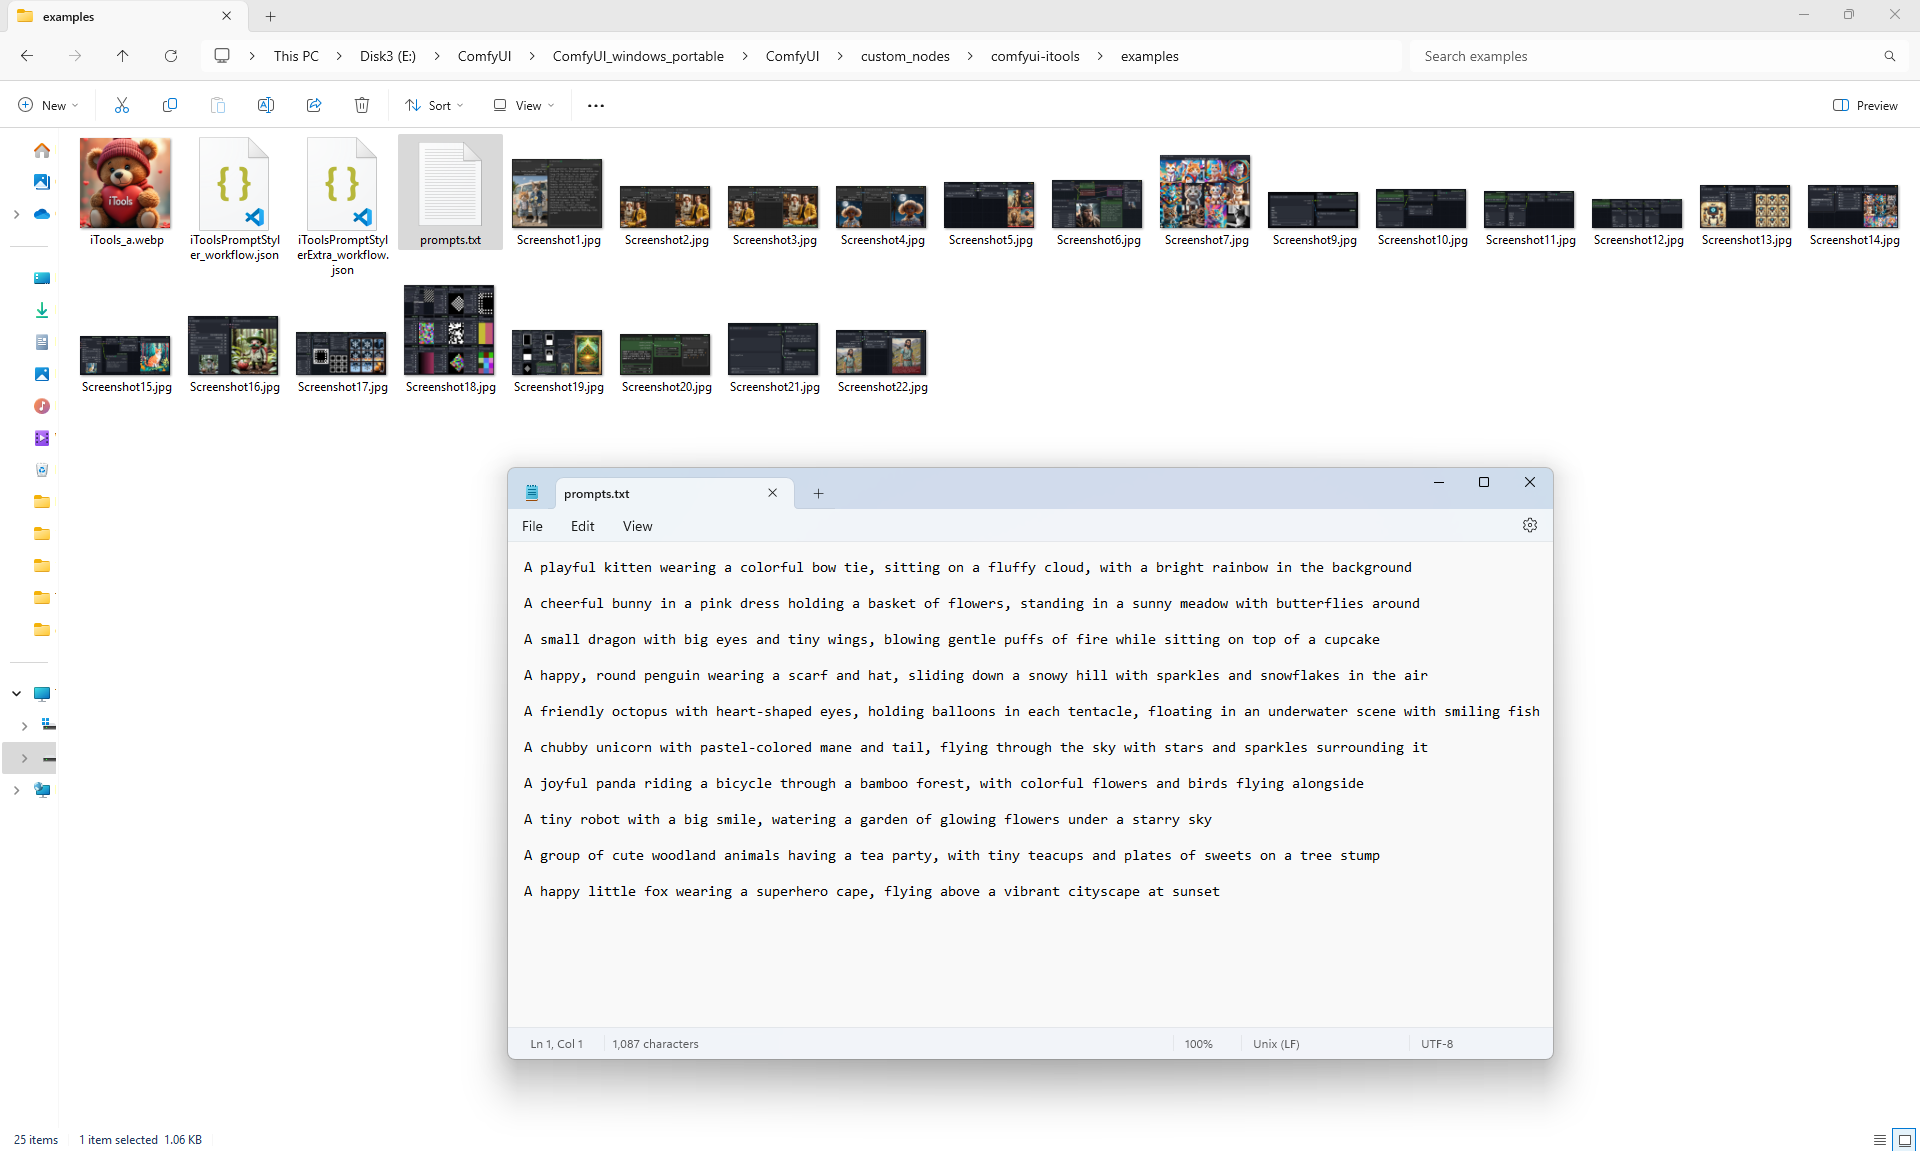 examples
This PC > Disk3 (E:) > ComfyUI > ComfyUI_windows_portable > ComfyUI > custom_nodes > comfyui-itools > examples
Search examples
New
Sort
View
Preview
iTools
iTools_a.webp
iToolsPromptStyler_workflow.json
iToolsPromptStylerExtra_workflow.json
prompts.txt
Screenshot1.jpg
Screenshot2.jpg
Screenshot3.jpg
Screenshot4.jpg
Screenshot5.jpg
Screenshot6.jpg
Screenshot7.jpg
Screenshot9.jpg
Screenshot10.jpg
Screenshot11.jpg
Screenshot12.jpg
Screenshot13.jpg
Screenshot14.jpg
Screenshot15.jpg
Screenshot16.jpg
Screenshot17.jpg
Screenshot18.jpg
Screenshot19.jpg
Screenshot20.jpg
Screenshot21.jpg
Screenshot22.jpg
prompts.txt
File Edit View
A playful kitten wearing a colorful bow tie, sitting on a fluffy cloud, with a bright rainbow in the background
A cheerful bunny in a pink dress holding a basket of flowers, standing in a sunny meadow with butterflies around
A small dragon with big eyes and tiny wings, blowing gentle puffs of fire while sitting on top of a cupcake
A happy, round penguin wearing a scarf and hat, sliding down a snowy hill with sparkles and snowflakes in the air
A friendly octopus with heart-shaped eyes, holding balloons in each tentacle, floating in an underwater scene with smiling fish
A chubby unicorn with pastel-colored mane and tail, flying through the sky with stars and sparkles surrounding it
A joyful panda riding a bicycle through a bamboo forest, with colorful flowers and birds flying alongside
A tiny robot with a big smile, watering a garden of glowing flowers under a starry sky
A group of cute woodland animals having a tea party, with tiny teacups and plates of sweets on a tree stump
A happy little fox wearing a superhero cape, flying above a vibrant cityscape at sunset
Ln 1, Col 1
1,087 characters
100%
Unix (LF)
UTF-8
25 items
1 item selected 1.06 KB